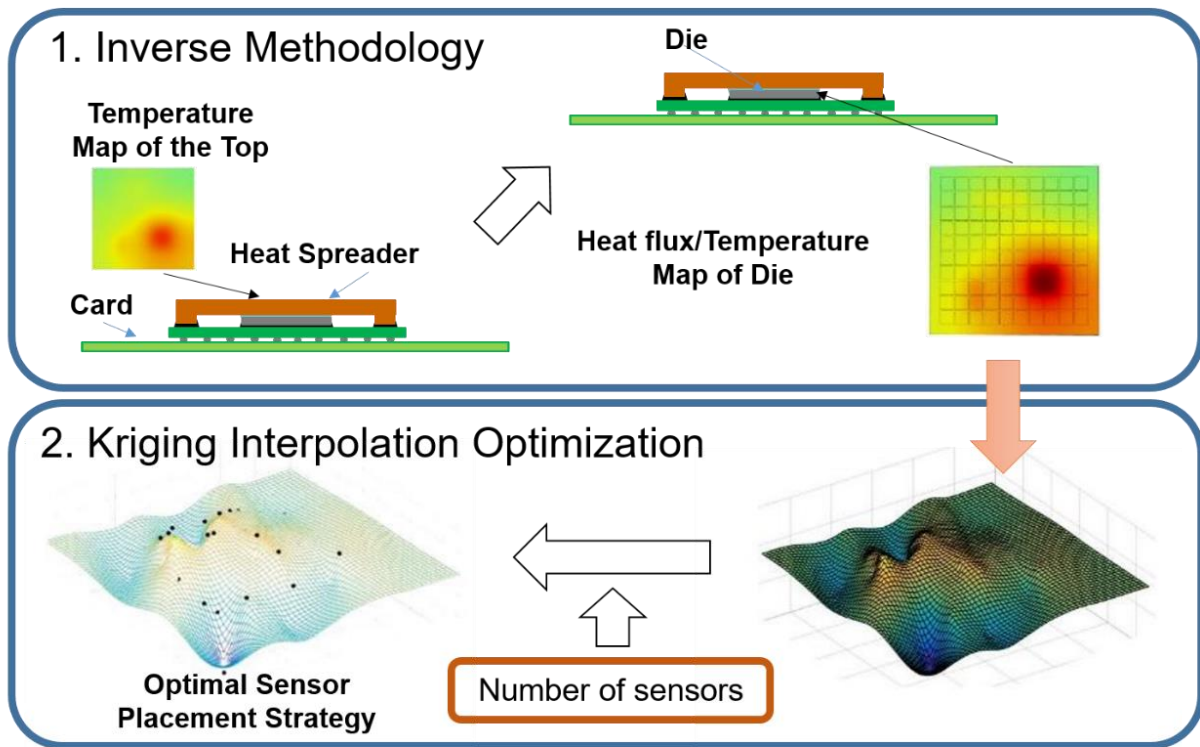 1. Inverse Methodology
Die
Temperature
Map of the Top
Heat Spreader
Card
Heat flux/Temperature
Map of Die
2. Kriging Interpolation Optimization
Optimal Sensor
Placement Strategy
Number of sensors